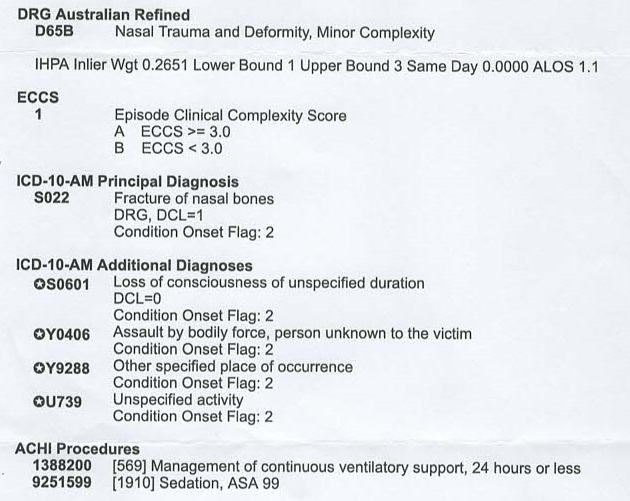 DRG Australian Refined
D65B Nasal Trauma and Deformity, Minor Complexity
IHPA Inlier Wgt 0.2651 Lower Bound 1 Upper Bound 3 Same Day 0.0000 ALOS 1.1
ECCS
1 Episode Clinical Complexity Score
A ECCS >= 3.0
B ECCS < 3.0
ICD-10-AM Principal Diagnosis
S022 Fracture of nasal bones
DRG, DCL=1
Condition Onset Flag: 2
ICD-10-AM Additional Diagnoses
✪S0601 Loss of consciousness of unspecified duration
DCL=0
Condition Onset Flag: 2
✪Y0406 Assault by bodily force, person unknown to the victim
Condition Onset Flag: 2
✪Y9288 Other specified place of occurrence
Condition Onset Flag: 2
✪U739 Unspecified activity
Condition Onset Flag: 2
ACHI Procedures
1388200 [569] Management of continuous ventilatory support, 24 hours or less
9251599 [1910] Sedation, ASA 99